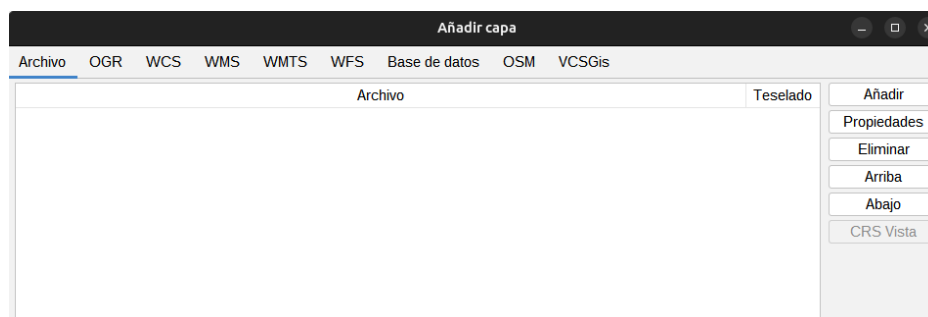 Añadir capa
Archivo OGR WCS WMS WMTS WFS Base de datos OSM VCSGis
Archivo Teselado
Añadir
Propiedades
Eliminar
Arriba
Abajo
CRS Vista